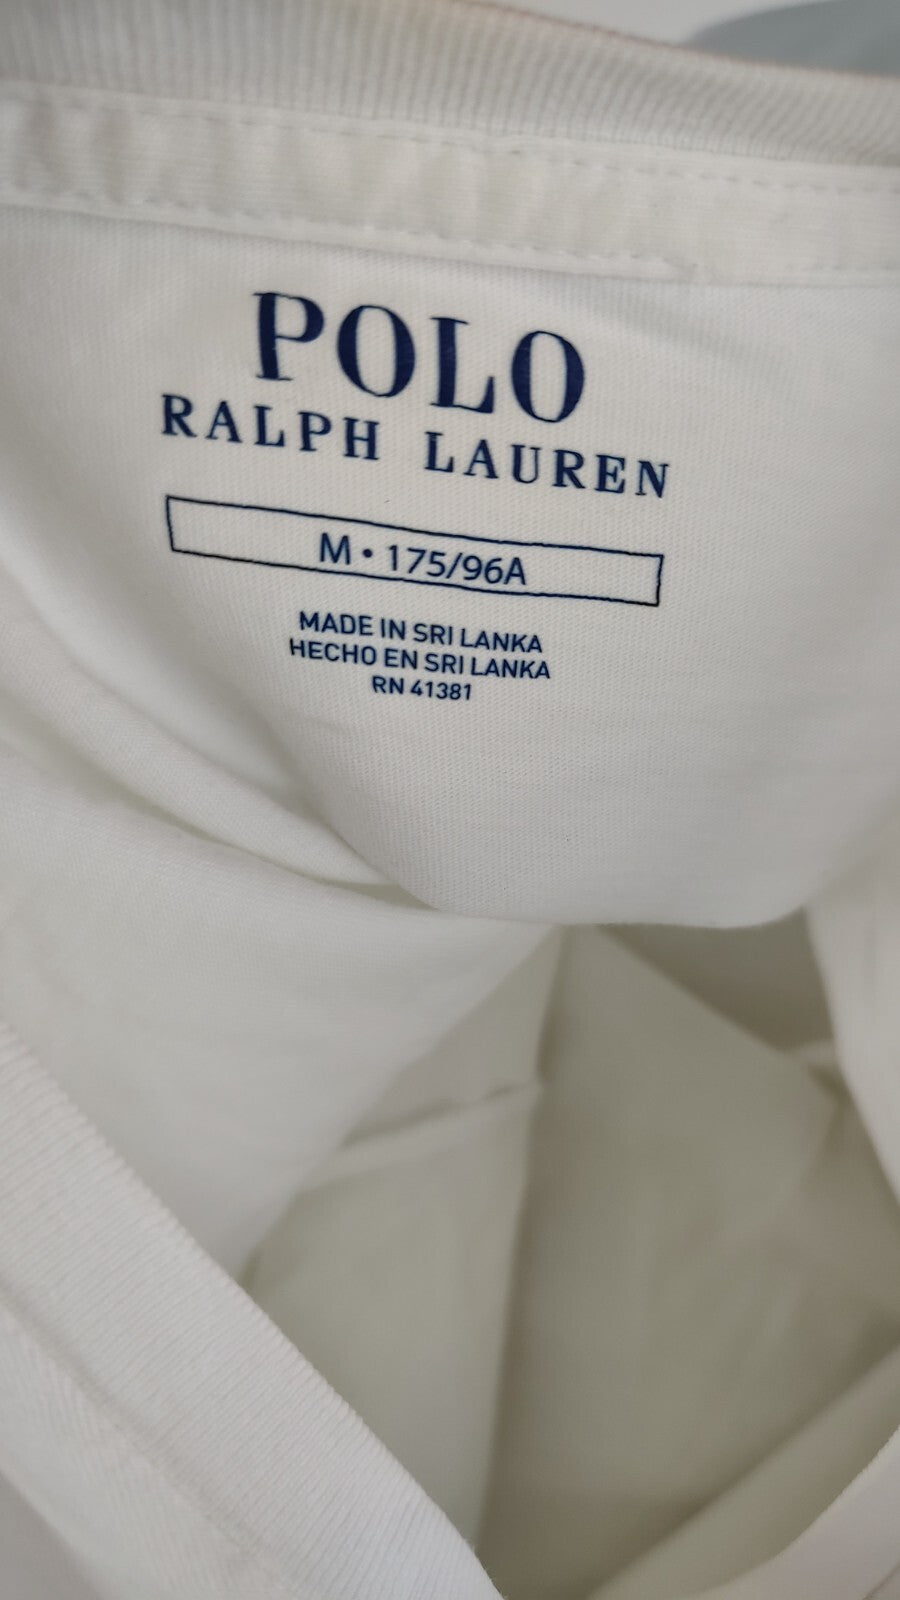 POLO
RALPH LAUREN
M • 175/96A
MADE IN SRI LANKA
HECHO EN SRI LANKA
RN 41381